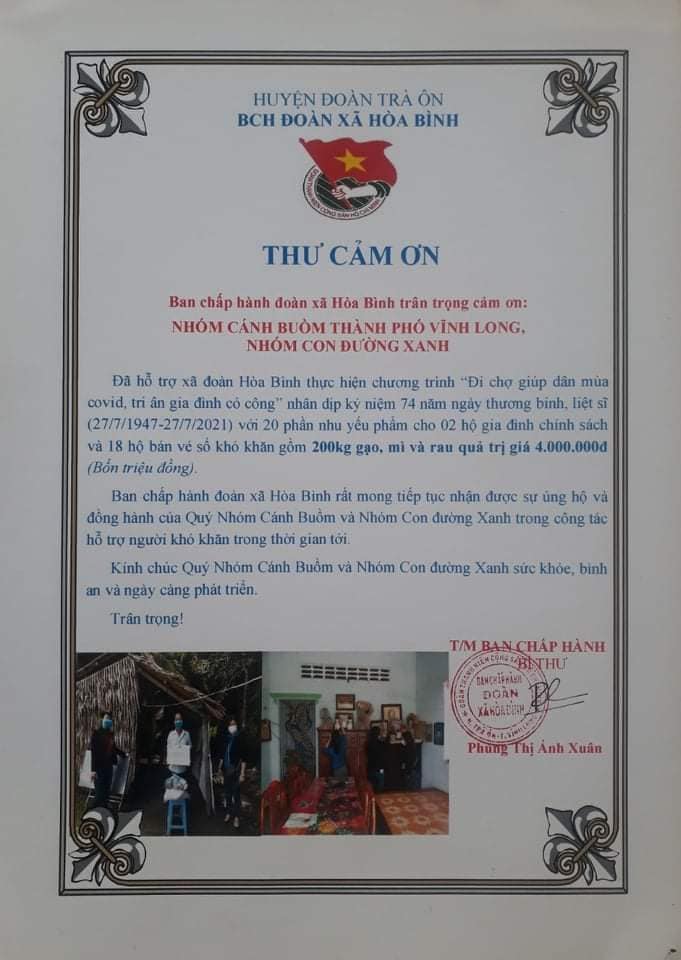 HUYỆN ĐOÀN TRÀ ÔN
BCH ĐOÀN XÃ HÒA BÌNH
THƯ CẢM ƠN
Ban chấp hành đoàn xã Hòa Bình trân trọng cảm ơn:
NHÓM CÁNH BUỒM THÀNH PHỐ VĨNH LONG,
NHÓM CON ĐƯỜNG XANH
Đã hỗ trợ xã đoàn Hòa Bình thực hiện chương trình “Đi chợ giúp dân mùa
covid, tri ân gia đình có công” nhân dịp kỷ niệm 74 năm ngày thương binh, liệt sĩ
(27/7/1947-27/7/2021) với 20 phần nhu yếu phẩm cho 02 hộ gia đình chính sách
và 18 hộ bán vé số khó khăn gồm 200kg gạo, mì và rau quả trị giá 4.000.000đ
(Bốn triệu đồng).
Ban chấp hành đoàn xã Hòa Bình rất mong tiếp tục nhận được sự ủng hộ và
đồng hành của Quý Nhóm Cánh Buồm và Nhóm Con đường Xanh trong công tác
hỗ trợ người khó khăn trong thời gian tới.
Kính chúc Quý Nhóm Cánh Buồm và Nhóm Con đường Xanh sức khỏe, bình
an và ngày càng phát triển.
Trân trọng!
T/M BAN CHẤP HÀNH
BÍ THƯ
BAN CHẤP HÀNH
ĐOÀN
XÃ HÒA BÌNH
Phùng Thị Ánh Xuân